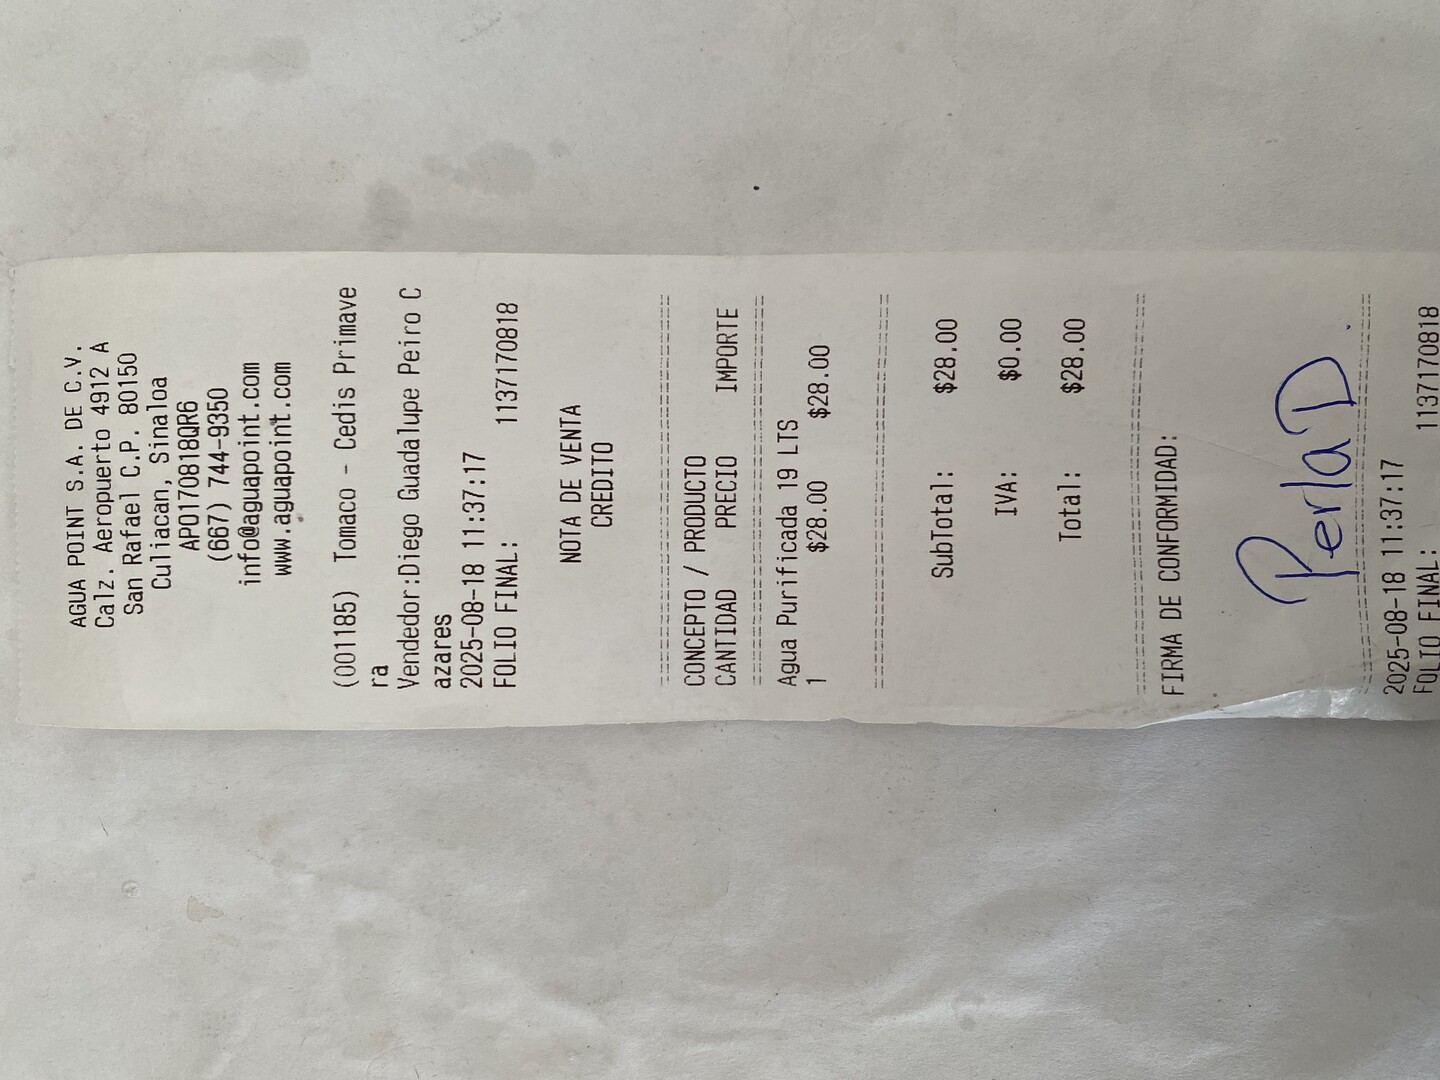 AGUA POINT S.A. DE C.V.
Calz. Aeropuerto 4912 A
San Rafael C.P. 80150
Culiacan, Sinaloa
APO170818QR6
(667) 744-9350
info@aguapoint.com
www.aguapoint.com
(001185) Tomaco - Cedis Primave
ra
Vendedor:Diego Guadalupe Peiro C
azares
2025-08-18 11:37:17
FOLIO FINAL: 1137170818
NOTA DE VENTA
CREDITO
CONCEPTO / PRODUCTO
CANTIDAD PRECIO IMPORTE
Agua Purificada 19 LTS
1 $28.00 $28.00
SubTotal: $28.00
IVA: $0.00
Total: $28.00
FIRMA DE CONFORMIDAD:
Perla D.
2025-08-18 11:37:17
FOLIO FINAL: 1137170818